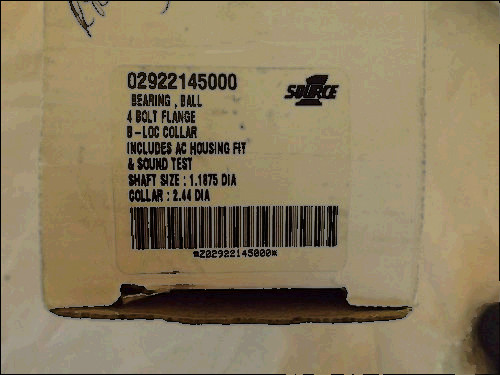 02922145000
SOURCE 1
BEARING , BALL
4 BOLT FLANGE
B-LOC COLLAR
INCLUDES AC HOUSING FIT
& SOUND TEST
SHAFT SIZE : 1.1875 DIA
COLLAR : 2.44 DIA
*Z02922145000*